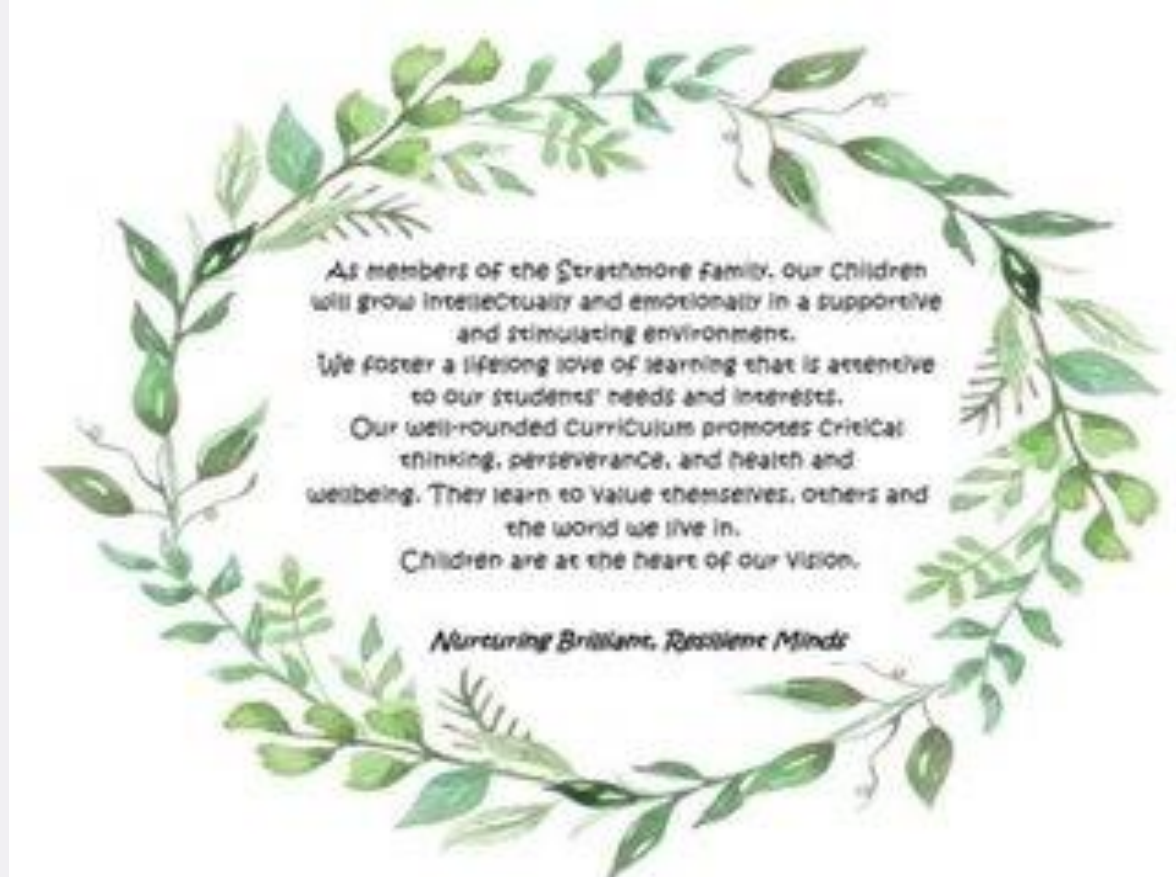 As members of the Strathmore family, our children
will grow intellectually and emotionally in a supportive
and stimulating environment.
We foster a lifelong love of learning that is attentive
to our students' needs and interests.
Our well-rounded curriculum promotes critical
thinking, perseverance, and health and
wellbeing. They learn to value themselves, others and
the world we live in.
Children are at the heart of our vision.
Nurturing Brilliant, Resilient Minds